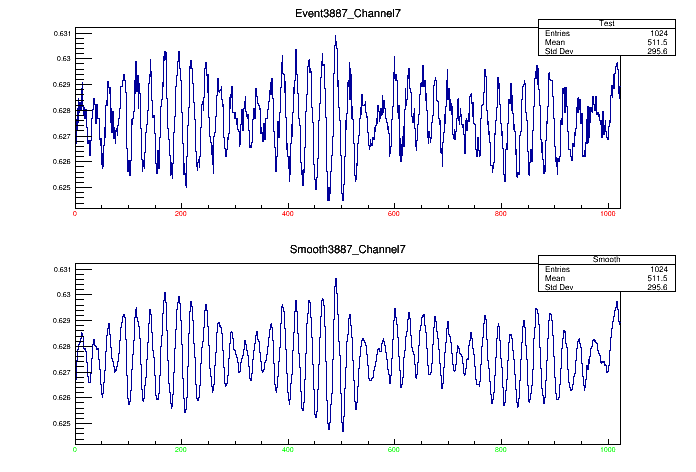 Event3887_Channel7
Test
Entries 1024
Mean 511.5
Std Dev 295.6
0.631
0.63
0.629
0.628
0.627
0.626
0.625
0 200 400 600 800 1000
Smooth3887_Channel7
Smooth
Entries 1024
Mean 511.5
Std Dev 295.6
0.631
0.63
0.629
0.628
0.627
0.626
0.625
0 200 400 600 800 1000